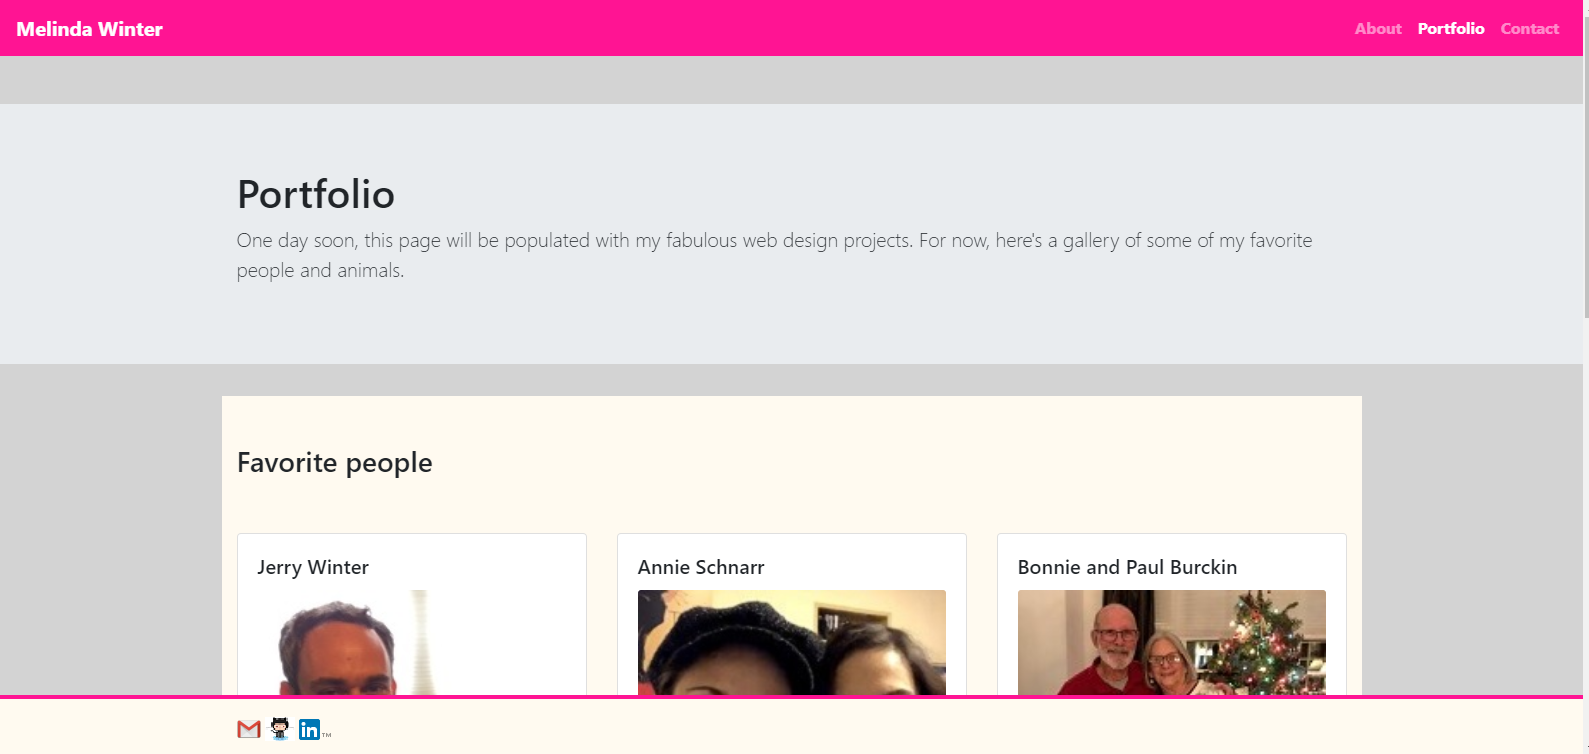 Melinda Winter
About Portfolio Contact
Portfolio
One day soon, this page will be populated with my fabulous web design projects. For now, here's a gallery of some of my favorite
people and animals.
Favorite people
Jerry Winter
Annie Schnarr
Bonnie and Paul Burckin
in™